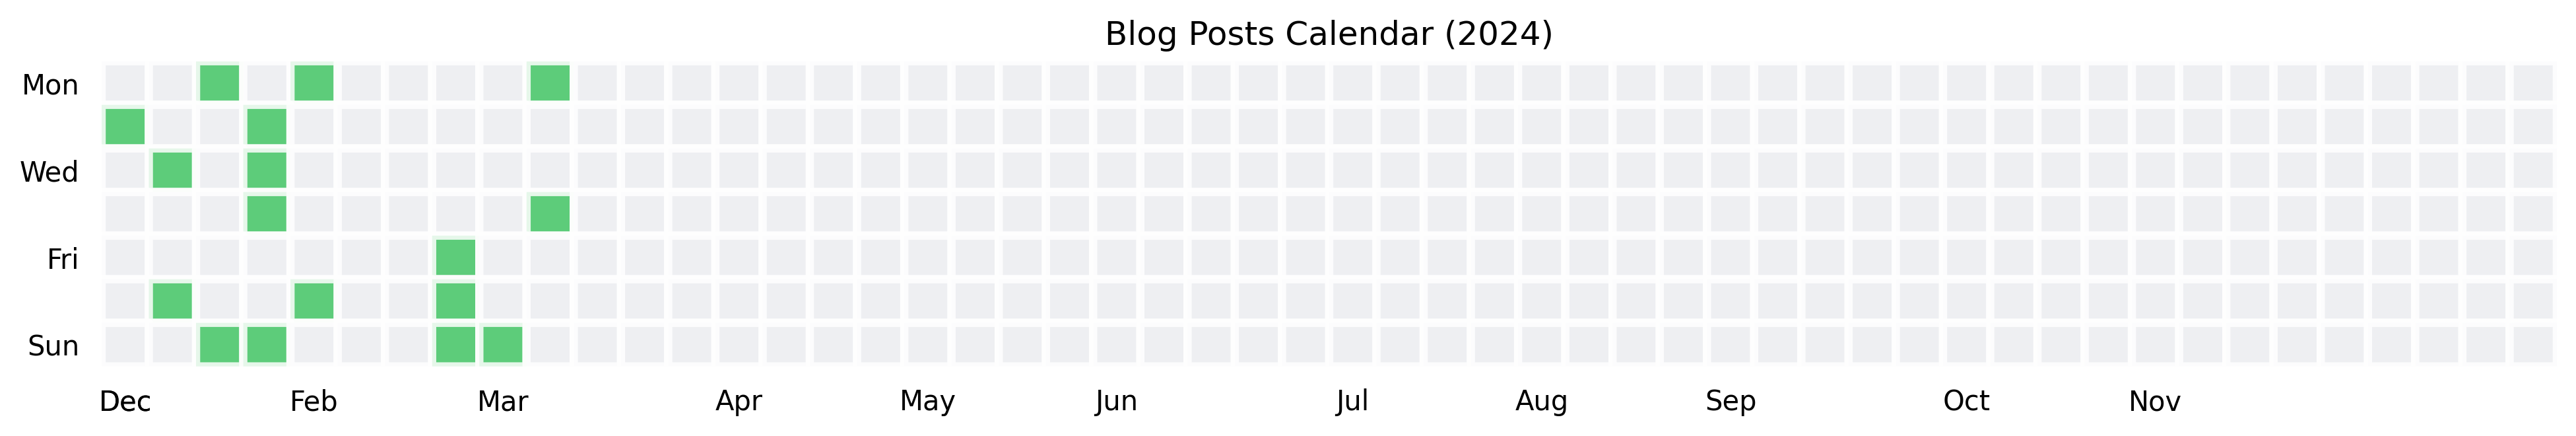 Blog Posts Calendar (2024)
Mon
Wed
Fri
Sun
Dec Feb Mar Apr May Jun Jul Aug Sep Oct Nov